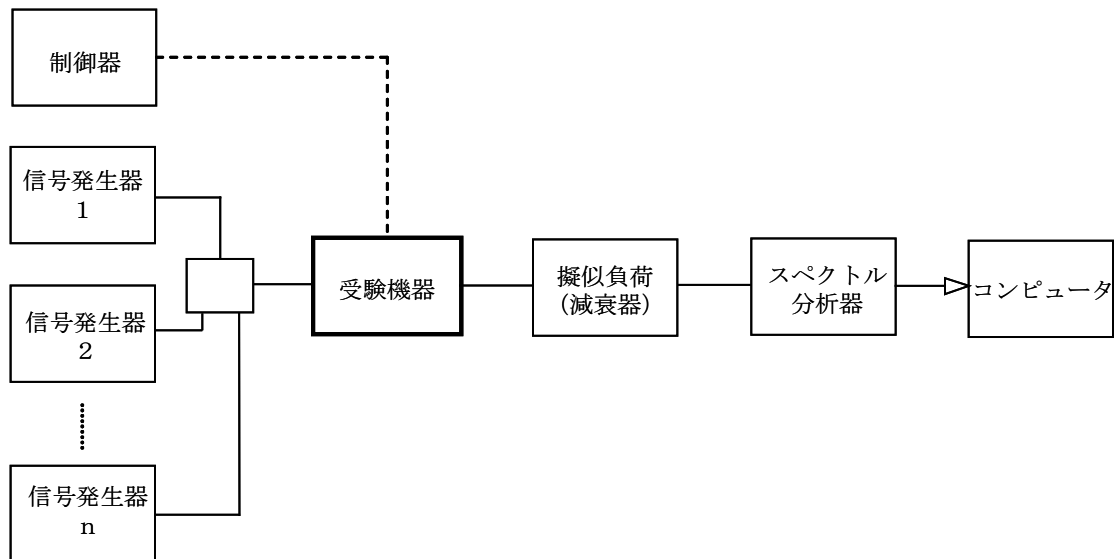 制御器
信号発生器
1
信号発生器
2
信号発生器
n
受験機器
擬似負荷
(減衰器)
スペクトル
分析器
コンピュータ